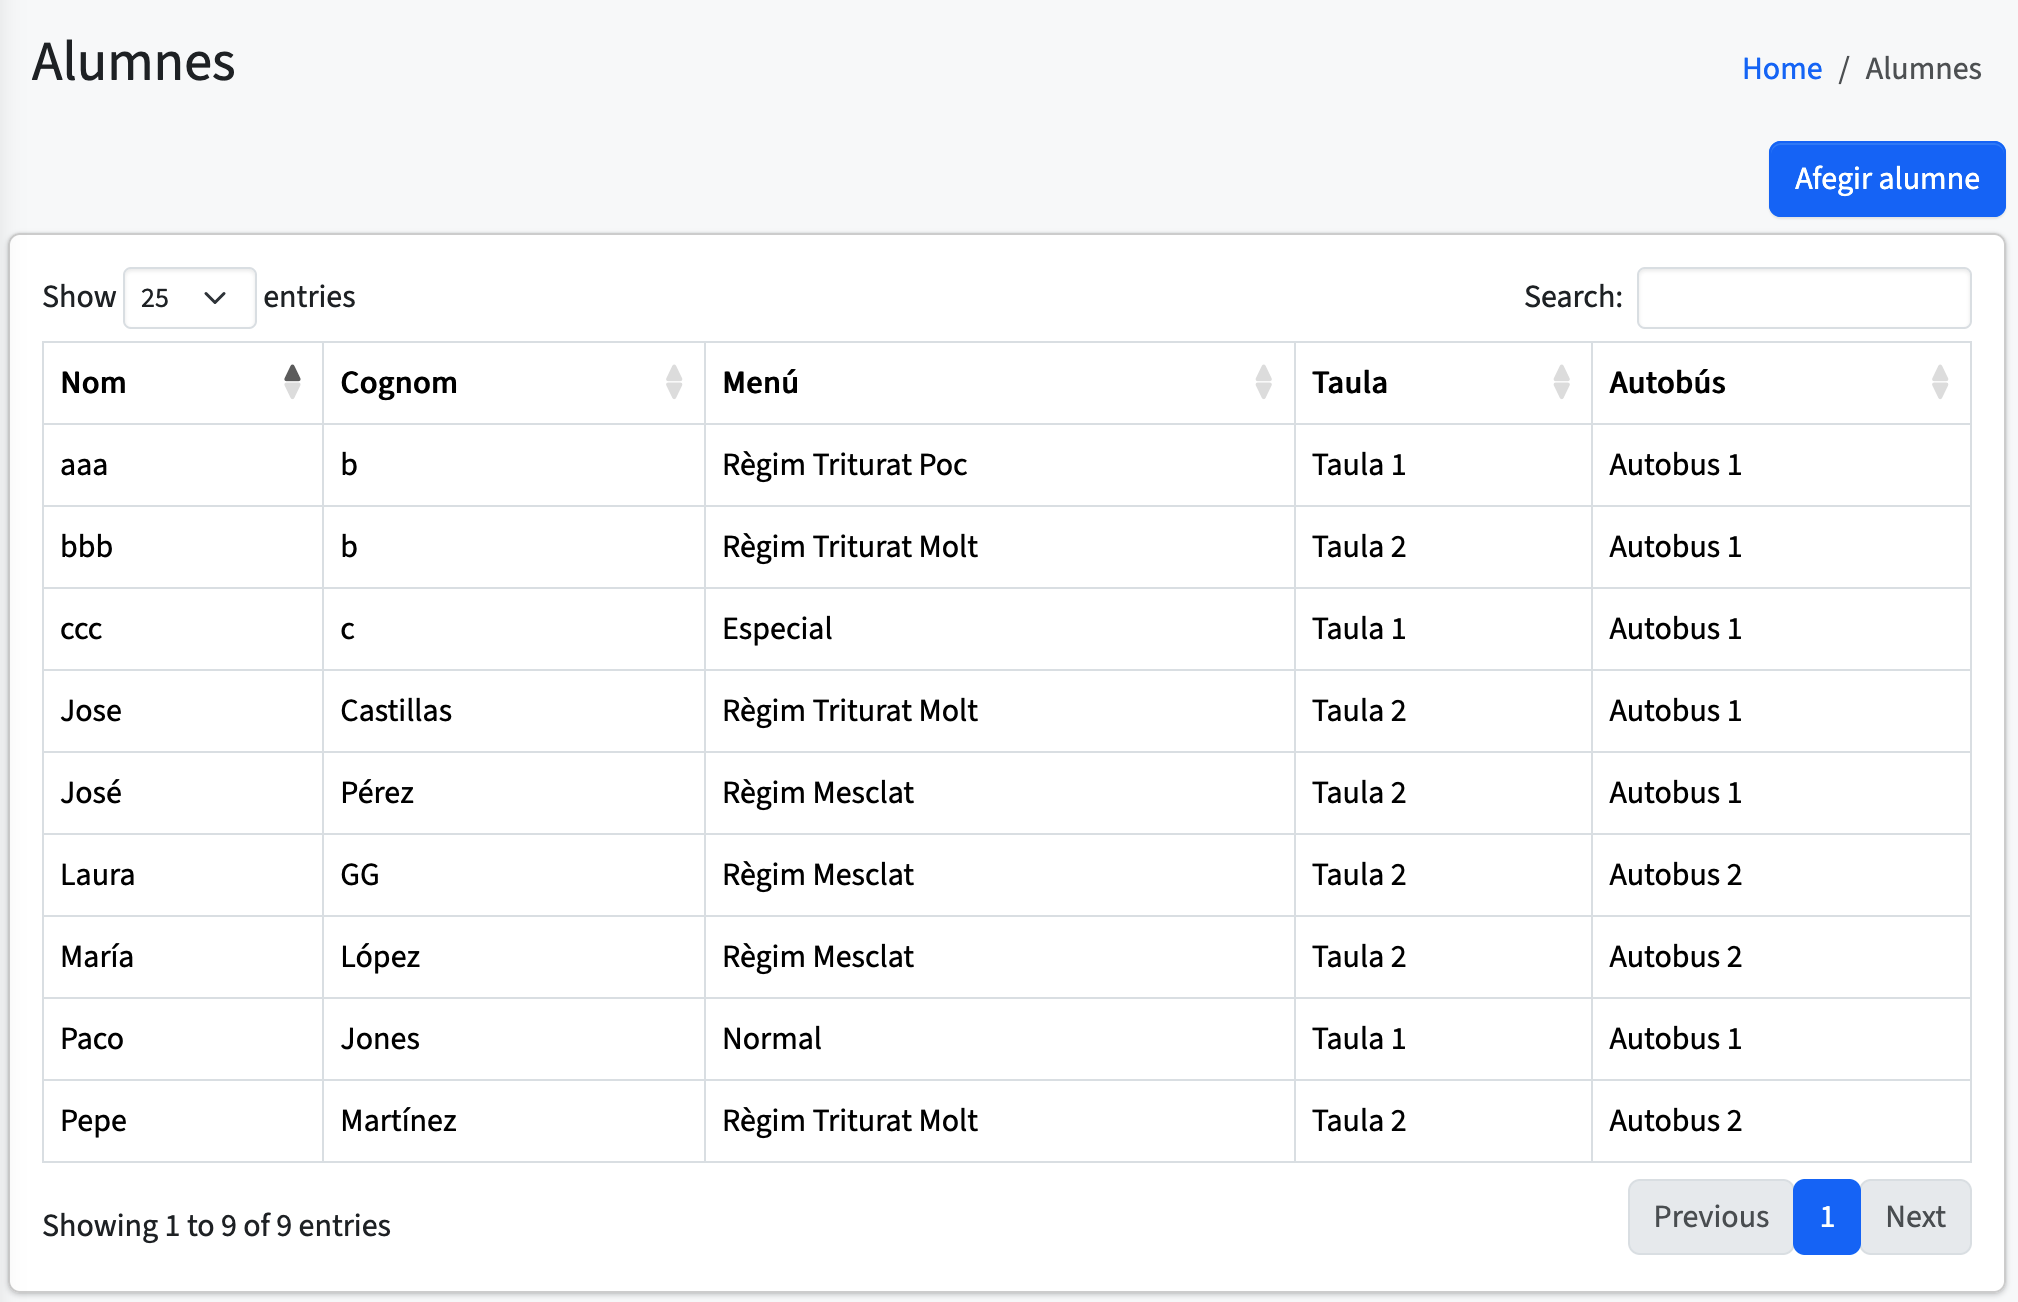 Alumnes
Home / Alumnes
Afegir alumne
Show 25 entries
Search:
Nom Cognom Menú Taula Autobús
aaa b Règim Triturat Poc Taula 1 Autobus 1
bbb b Règim Triturat Molt Taula 2 Autobus 1
ccc c Especial Taula 1 Autobus 1
Jose Castillas Règim Triturat Molt Taula 2 Autobus 1
José Pérez Règim Mesclat Taula 2 Autobus 1
Laura GG Règim Mesclat Taula 2 Autobus 2
María López Règim Mesclat Taula 2 Autobus 2
Paco Jones Normal Taula 1 Autobus 1
Pepe Martínez Règim Triturat Molt Taula 2 Autobus 2
Showing 1 to 9 of 9 entries
Previous 1 Next